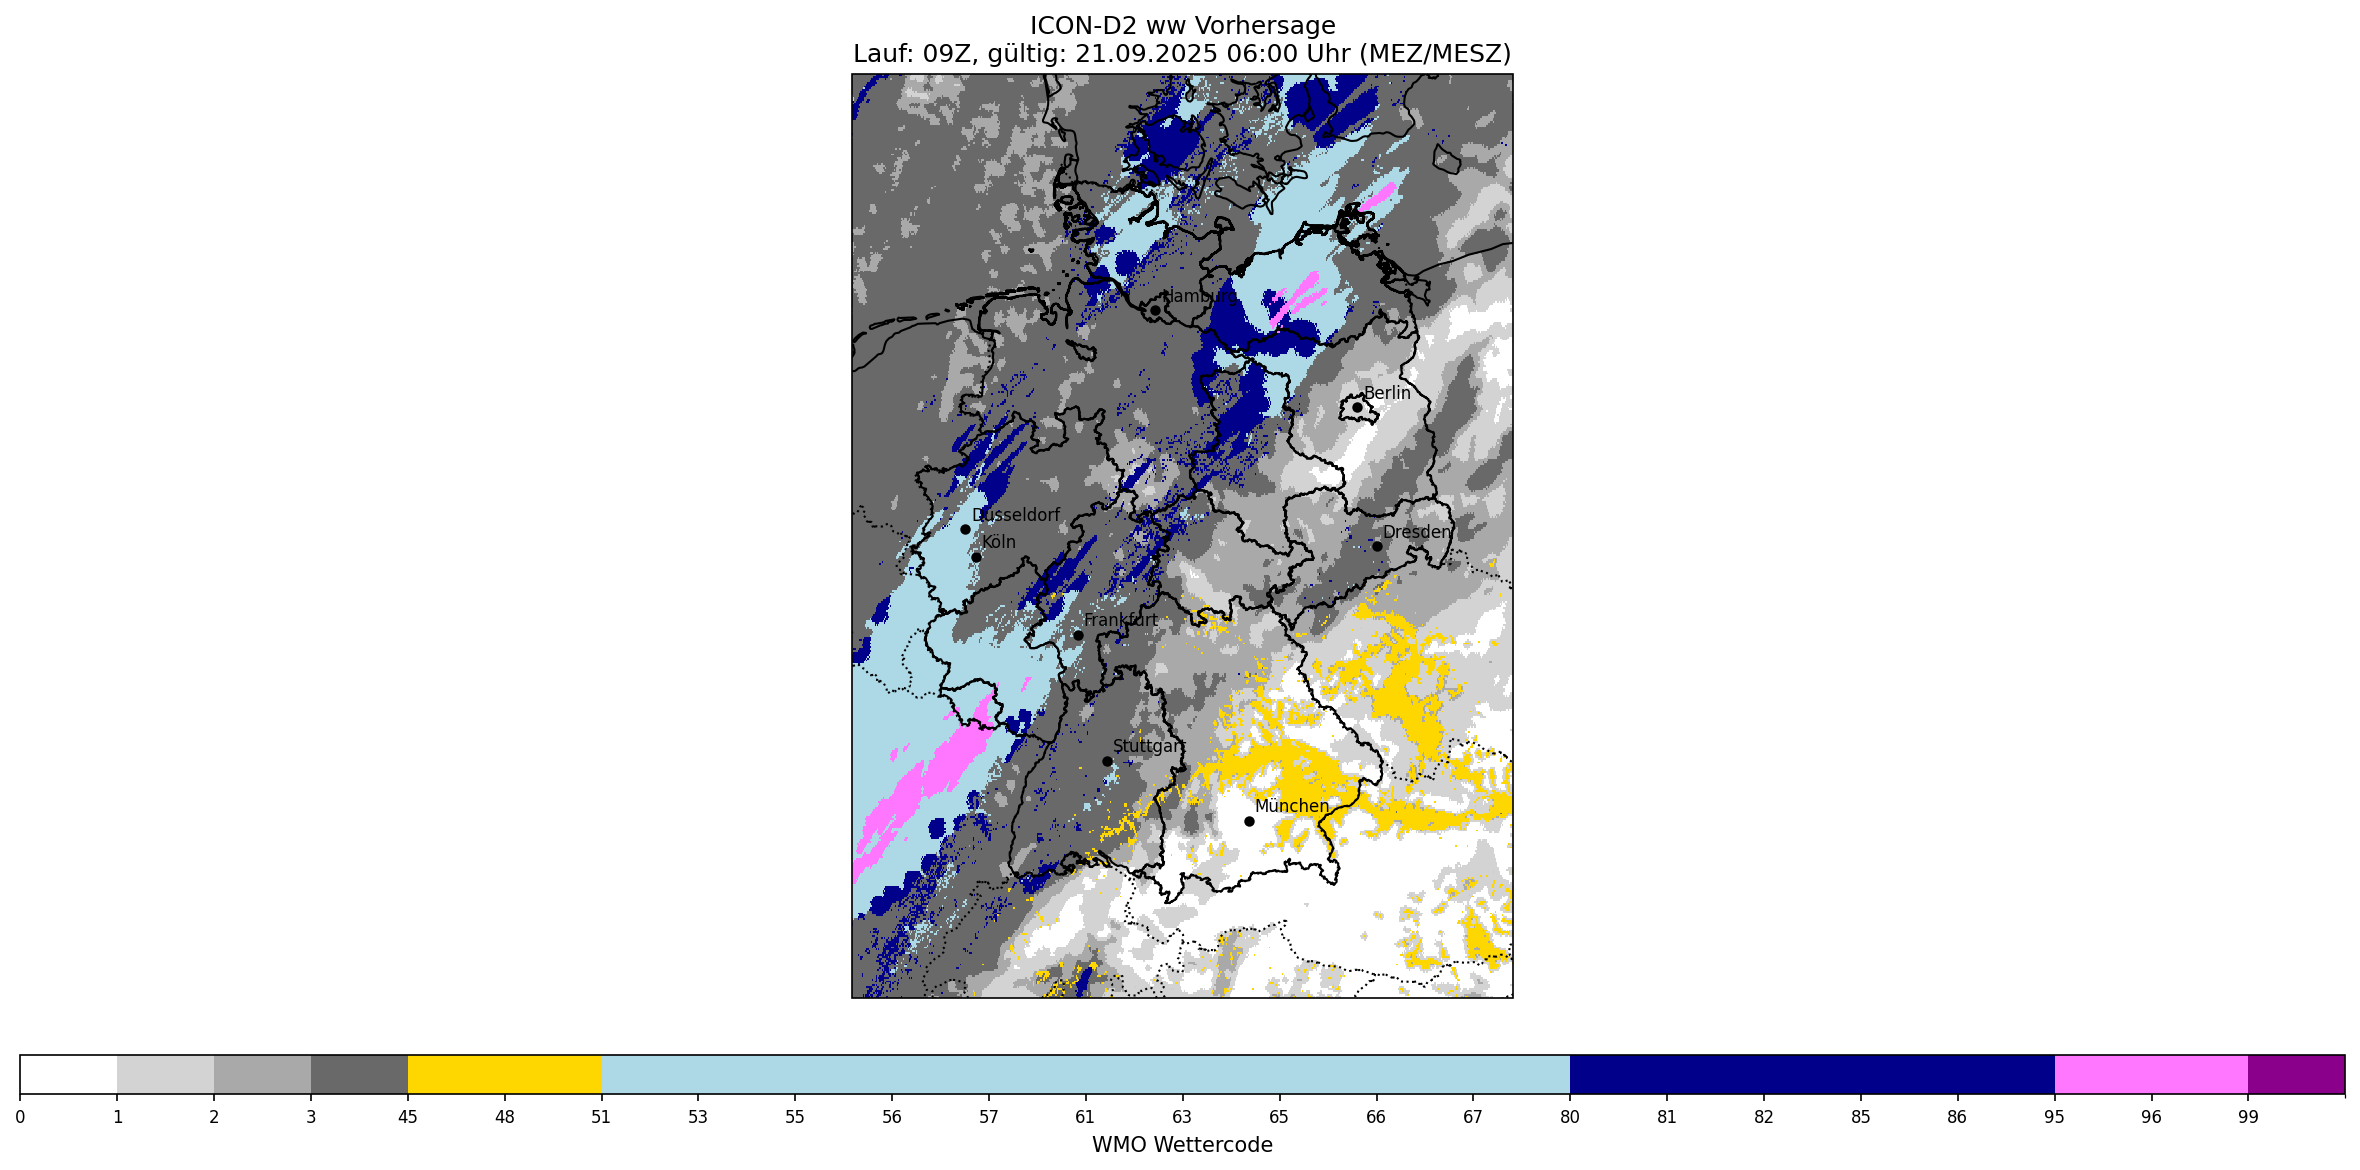 ICON-D2 ww Vorhersage
Lauf: 09Z, gültig: 21.09.2025 06:00 Uhr (MEZ/MESZ)
Hamburg
Berlin
Düsseldorf
Dresden
Köln
Frankfurt
Stuttgart
München
0 1 2 3 45 48 51 53 55 56 57 61 63 65 66 67 80 81 82 85 86 95 96 99
WMO Wettercode